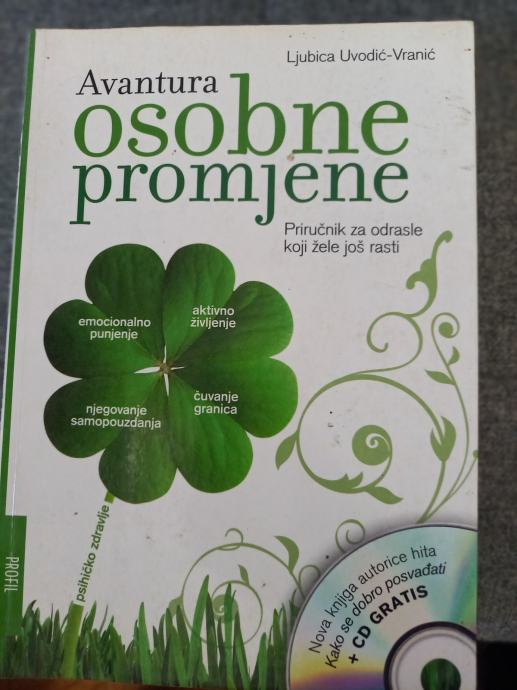 Ljubica Uvodić-Vranić
Avantura
osobne
promjene
Priručnik za odrasle
koji žele još rasti
emocionalno
punjenje
aktivno
življenje
njegovanje
samopouzdanja
čuvanje
granica
psihičko zdravlje
PROFIL
Nova knjiga autorice hita
Kako se dobro posvađati
+ CD GRATIS